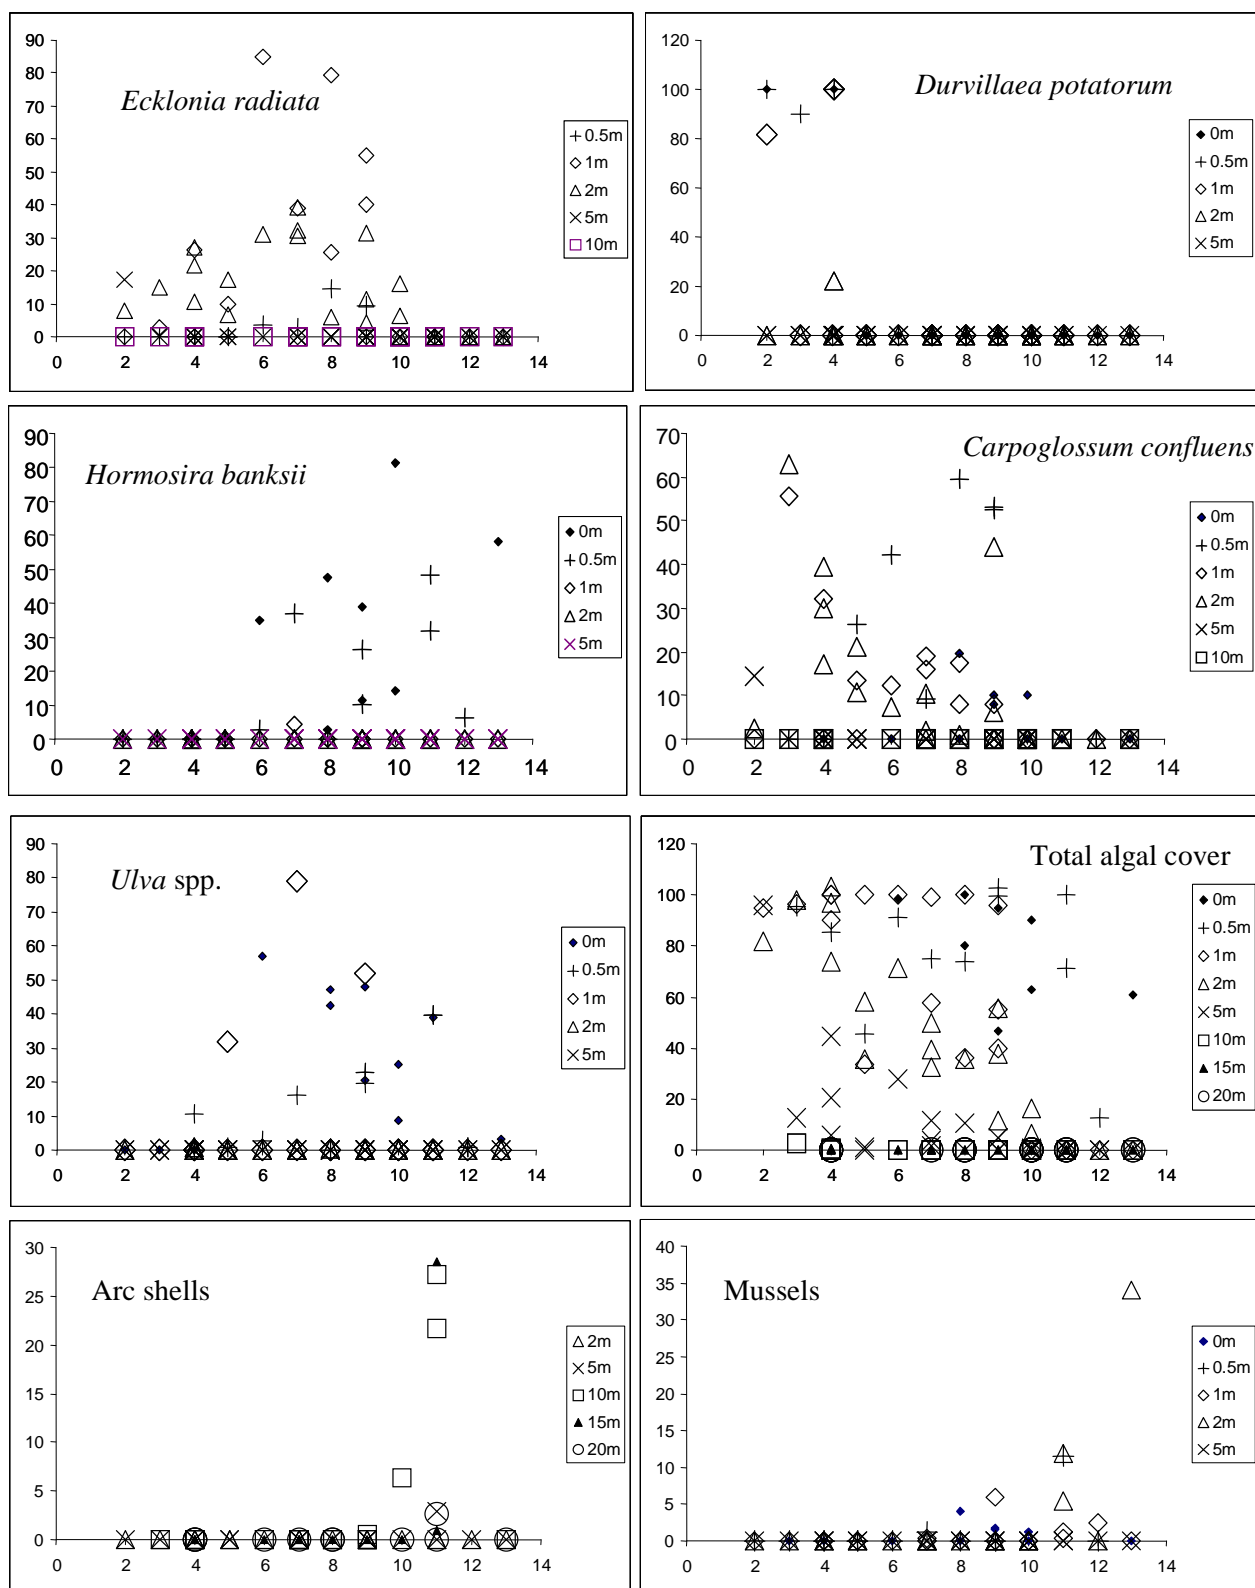 Ecklonia radiata
90
80
70
60
50
40
30
20
10
0
0 2 4 6 8 10 12 14
0.5m
1m
2m
5m
10m
Durvillaea potatorum
120
100
80
60
40
20
0
0 2 4 6 8 10 12 14
0m
0.5m
1m
2m
5m
Hormosira banksii
90
80
70
60
50
40
30
20
10
0
0 2 4 6 8 10 12 14
0m
0.5m
1m
2m
5m
Carpoglossum confluens
70
60
50
40
30
20
10
0
0 2 4 6 8 10 12 14
0m
0.5m
1m
2m
5m
10m
Ulva spp.
90
80
70
60
50
40
30
20
10
0
0 2 4 6 8 10 12 14
0m
0.5m
1m
2m
5m
Total algal cover
120
100
80
60
40
20
0
0 2 4 6 8 10 12 14
0m
0.5m
1m
2m
5m
10m
15m
20m
Arc shells
30
25
20
15
10
5
0
0 2 4 6 8 10 12 14
2m
5m
10m
15m
20m
Mussels
40
35
30
25
20
15
10
5
0
0 2 4 6 8 10 12 14
0m
0.5m
1m
2m
5m